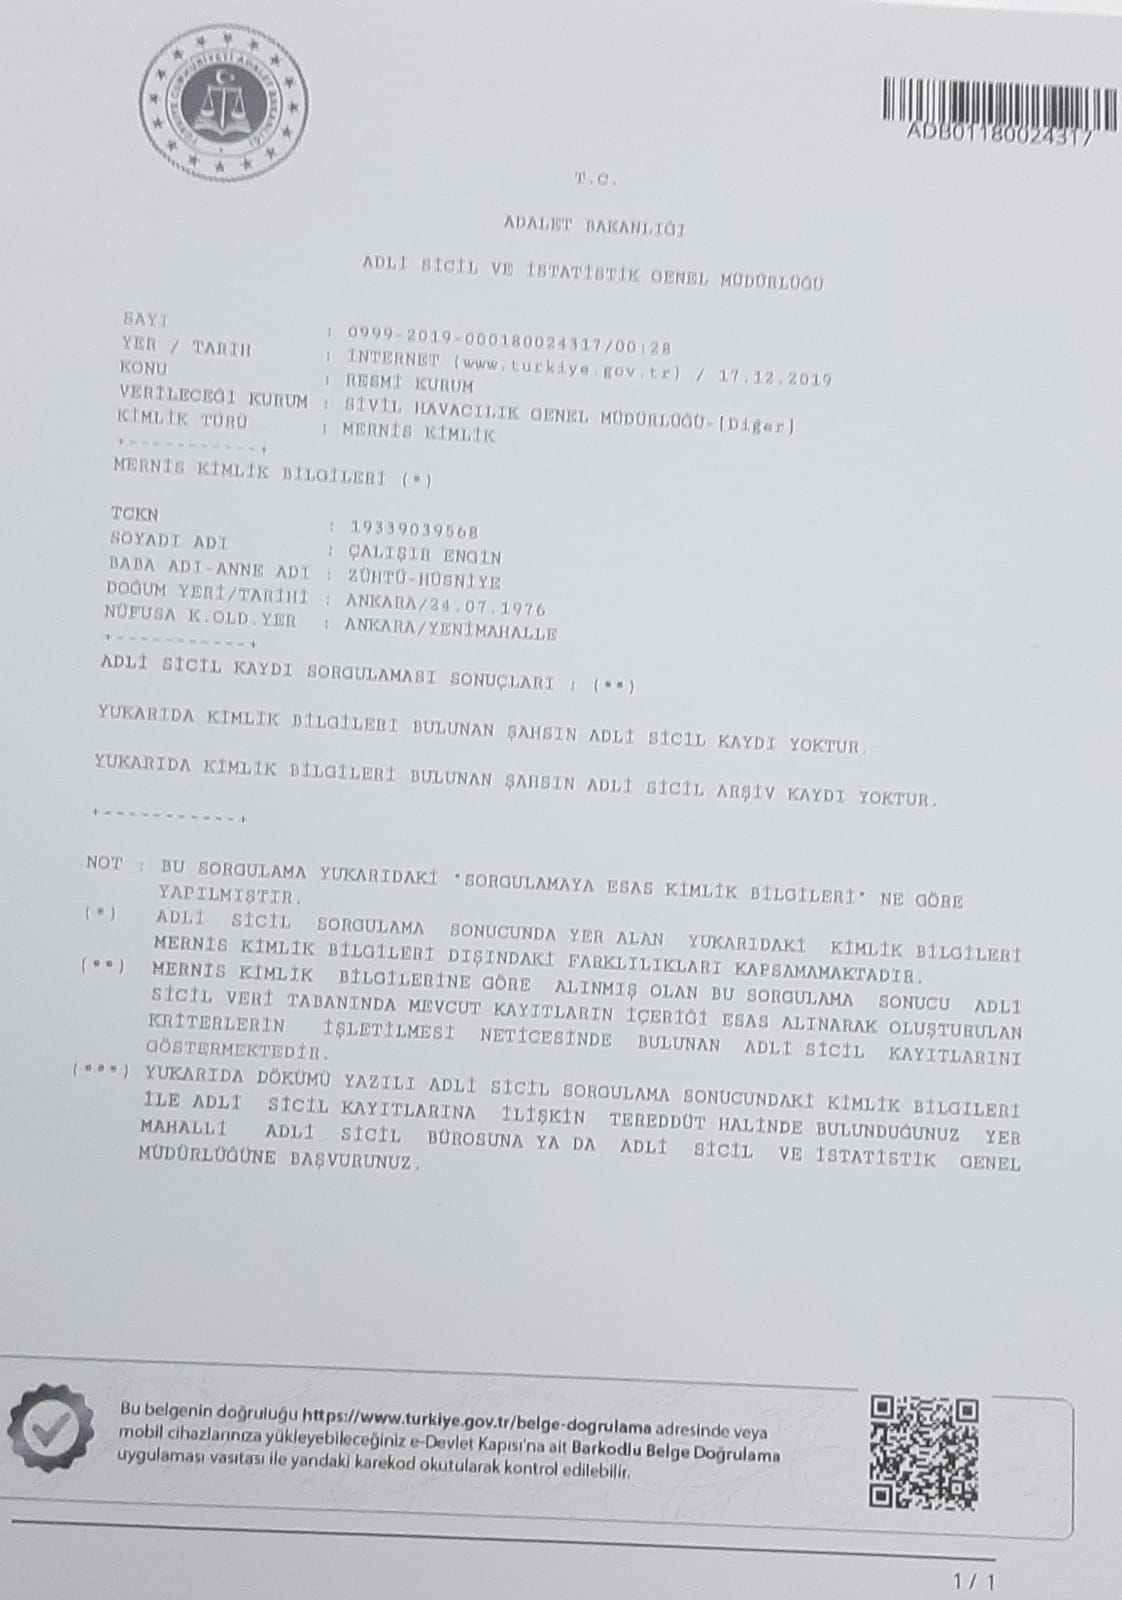 TÜRKİYE CUMHURİYETİ ADALET BAKANLIĞI
ADB01180024317
T.C.
ADALET BAKANLIĞI
ADLİ SİCİL VE İSTATİSTİK GENEL MÜDÜRLÜĞÜ
SAYI : 0999-2019-000180024317/00:28
YER / TARIH : İNTERNET (www.turkiye.gov.tr) / 17.12.2019
KONU : RESMİ KURUM
VERİLECEĞİ KURUM : SİVİL HAVACILIK GENEL MÜDÜRLÜĞÜ-[Diğer]
KİMLİK TÜRÜ : MERNİS KİMLİK
+------------+
MERNİS KİMLİK BİLGİLERİ (*)
TCKN : 19339039568
SOYADI ADI : ÇALIŞIR ENGİN
BABA ADI-ANNE ADI : ZÜHTÜ-HÜSNİYE
DOĞUM YERİ/TARİHİ : ANKARA/24.07.1976
NÜFUSA K.OLD.YER : ANKARA/YENİMAHALLE
+------------+
ADLİ SİCİL KAYDI SORGULAMASI SONUÇLARI : (**)
YUKARIDA KİMLİK BİLGİLERİ BULUNAN ŞAHSIN ADLİ SİCİL KAYDI YOKTUR.
YUKARIDA KİMLİK BİLGİLERİ BULUNAN ŞAHSIN ADLİ SİCİL ARŞİV KAYDI YOKTUR.
+------------+
NOT : BU SORGULAMA YUKARIDAKİ "SORGULAMAYA ESAS KİMLİK BİLGİLERİ" NE GÖRE
YAPILMIŞTIR.
(*) ADLİ SİCİL SORGULAMA SONUCUNDA YER ALAN YUKARIDAKİ KİMLİK BİLGİLERİ
MERNİS KİMLİK BİLGİLERİ DIŞINDAKİ FARKLILIKLARI KAPSAMAMAKTADIR.
(**) MERNİS KİMLİK BİLGİLERİNE GÖRE ALINMIŞ OLAN BU SORGULAMA SONUCU ADLİ
SİCİL VERİ TABANINDA MEVCUT KAYITLARIN İÇERİĞİ ESAS ALINARAK OLUŞTURULAN
KRİTERLERİN İŞLETİLMESİ NETİCESİNDE BULUNAN ADLİ SİCİL KAYITLARINI
GÖSTERMEKTEDİR.
(***) YUKARIDA DÖKÜMÜ YAZILI ADLİ SİCİL SORGULAMA SONUCUNDAKİ KİMLİK BİLGİLERİ
İLE ADLİ SİCİL KAYITLARINA İLİŞKİN TEREDDÜT HALİNDE BULUNDUĞUNUZ YER
MAHALLİ ADLİ SİCİL BÜROSUNA YA DA ADLİ SİCİL VE İSTATİSTİK GENEL
MÜDÜRLÜĞÜNE BAŞVURUNUZ.
Bu belgenin doğruluğu https://www.turkiye.gov.tr/belge-dogrulama adresinde veya
mobil cihazlarınıza yükleyebileceğiniz e-Devlet Kapısı'na ait Barkodlu Belge Doğrulama
uygulaması vasıtası ile yandaki karekod okutularak kontrol edilebilir.
1 / 1